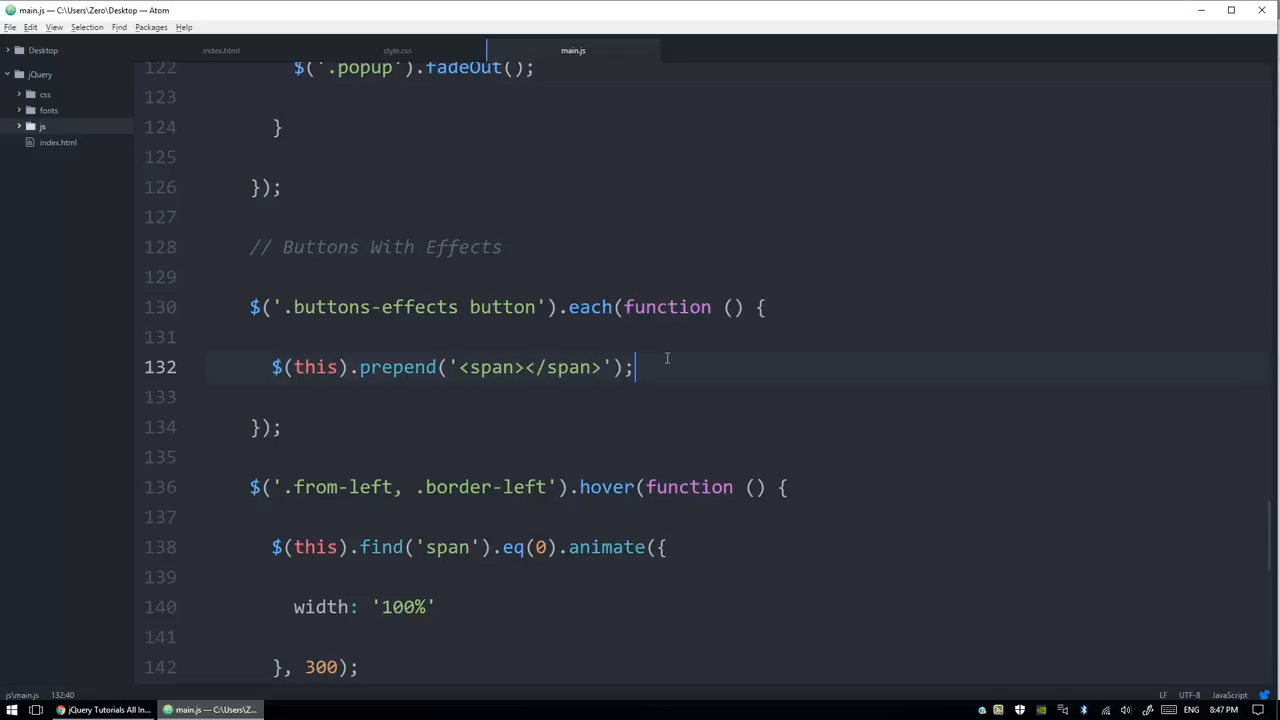 main.js — C:\Users\Zero\Desktop — Atom
File Edit View Selection Find Packages Help
Desktop
jQuery
css
fonts
js
index.html
index.html style.css main.js
122 $('.popup').fadeOut();
123
124 }
125
126 });
127
128 // Buttons With Effects
129
130 $('.buttons-effects button').each(function () {
131
132 $(this).prepend('<span></span>');
133
134 });
135
136 $('.from-left, .border-left').hover(function () {
137
138 $(this).find('span').eq(0).animate({
139
140 width: '100%'
141
142 }, 300);
js\main.js 132:40 LF UTF-8 JavaScript
jQuery Tutorials All In... main.js — C:\Users\Z... ENG 8:47 PM